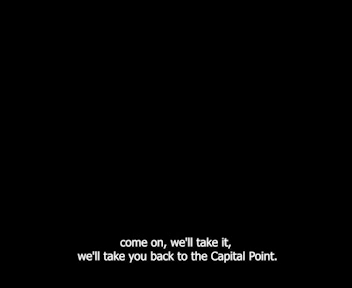 come on, we'll take it,
we'll take you back to the Capital Point.